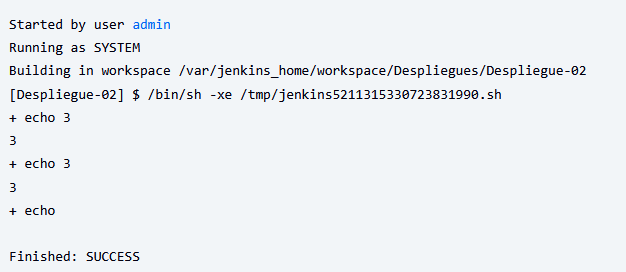 Started by user admin
Running as SYSTEM
Building in workspace /var/jenkins_home/workspace/Despliegues/Despliegue-02
[Despliegue-02] $ /bin/sh -xe /tmp/jenkins5211315330723831990.sh
+ echo 3
3
+ echo 3
3
+ echo
Finished: SUCCESS